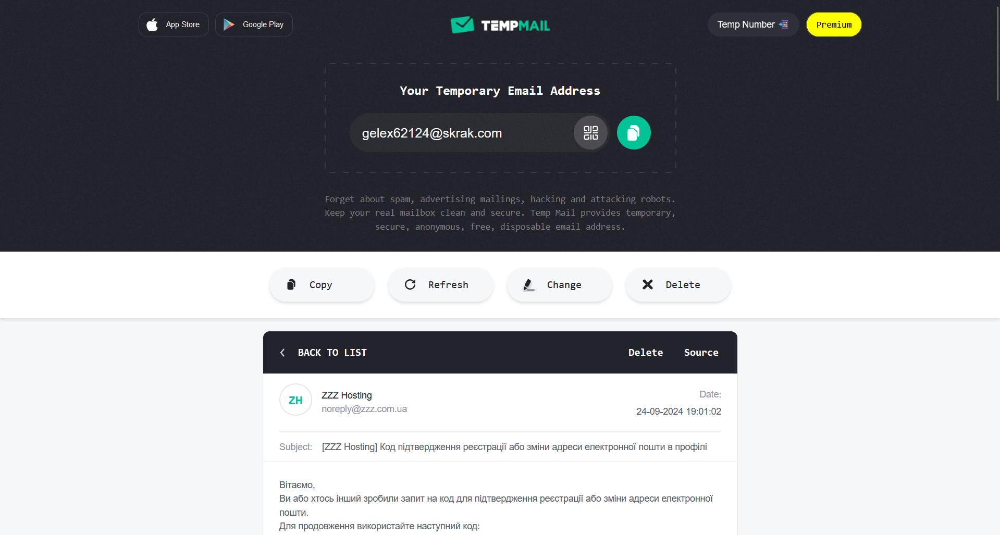 App Store
Google Play
TEMPMAIL
Temp Number
Premium
Your Temporary Email Address
gelex62124@skrak.com
Forget about spam, advertising mailings, hacking and attacking robots.
Keep your real mailbox clean and secure. Temp Mail provides temporary,
secure, anonymous, free, disposable email address.
Copy
Refresh
Change
Delete
BACK TO LIST
Delete
Source
ZH
ZZZ Hosting
noreply@zzz.com.ua
Date:
24-09-2024 19:01:02
Subject: [ZZZ Hosting] Код підтвердження реєстрації або зміни адреси електронної пошти в профілі
Вітаємо,
Ви або хтось інший зробили запит на код для підтвердження реєстрації або зміни адреси електронної
пошти.
Для продовження використайте наступний код: